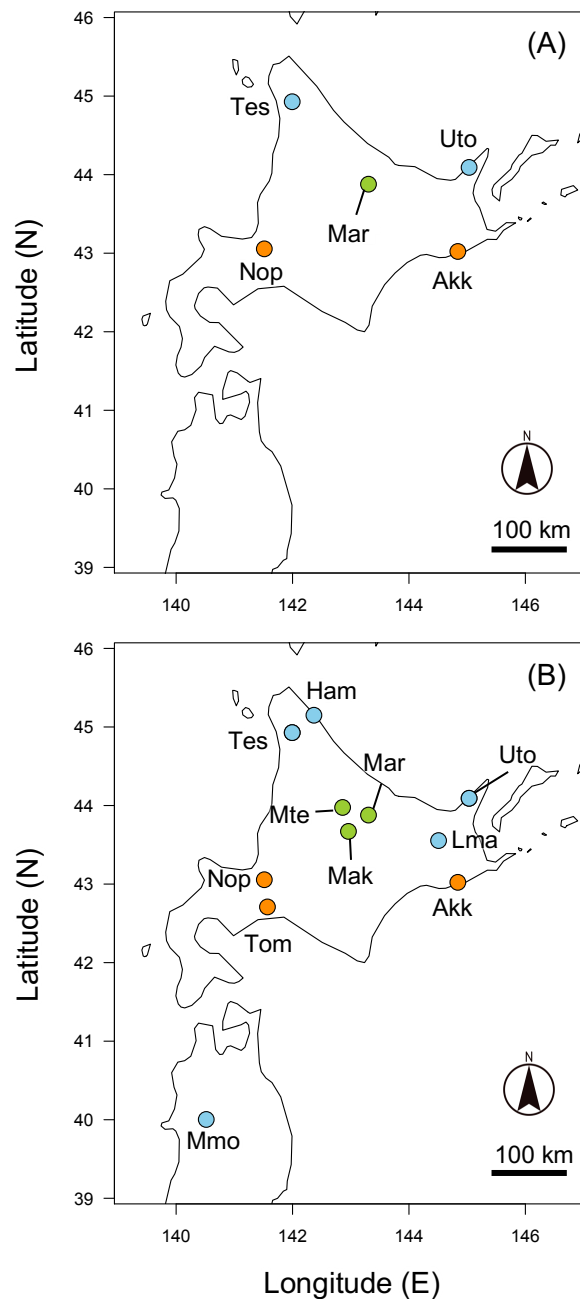 46
(A)
45
Tes
Uto
44
Mar
43
Nop
Akk
42
41
N
40
100 km
39
140
142
144
146
Latitude (N)
46
(B)
Ham
45
Tes
Uto
Mar
44
Mte
Lma
Mak
Nop
43
Akk
Tom
42
41
N
40
Mmo
100 km
39
140
142
144
146
Latitude (N)
Longitude (E)